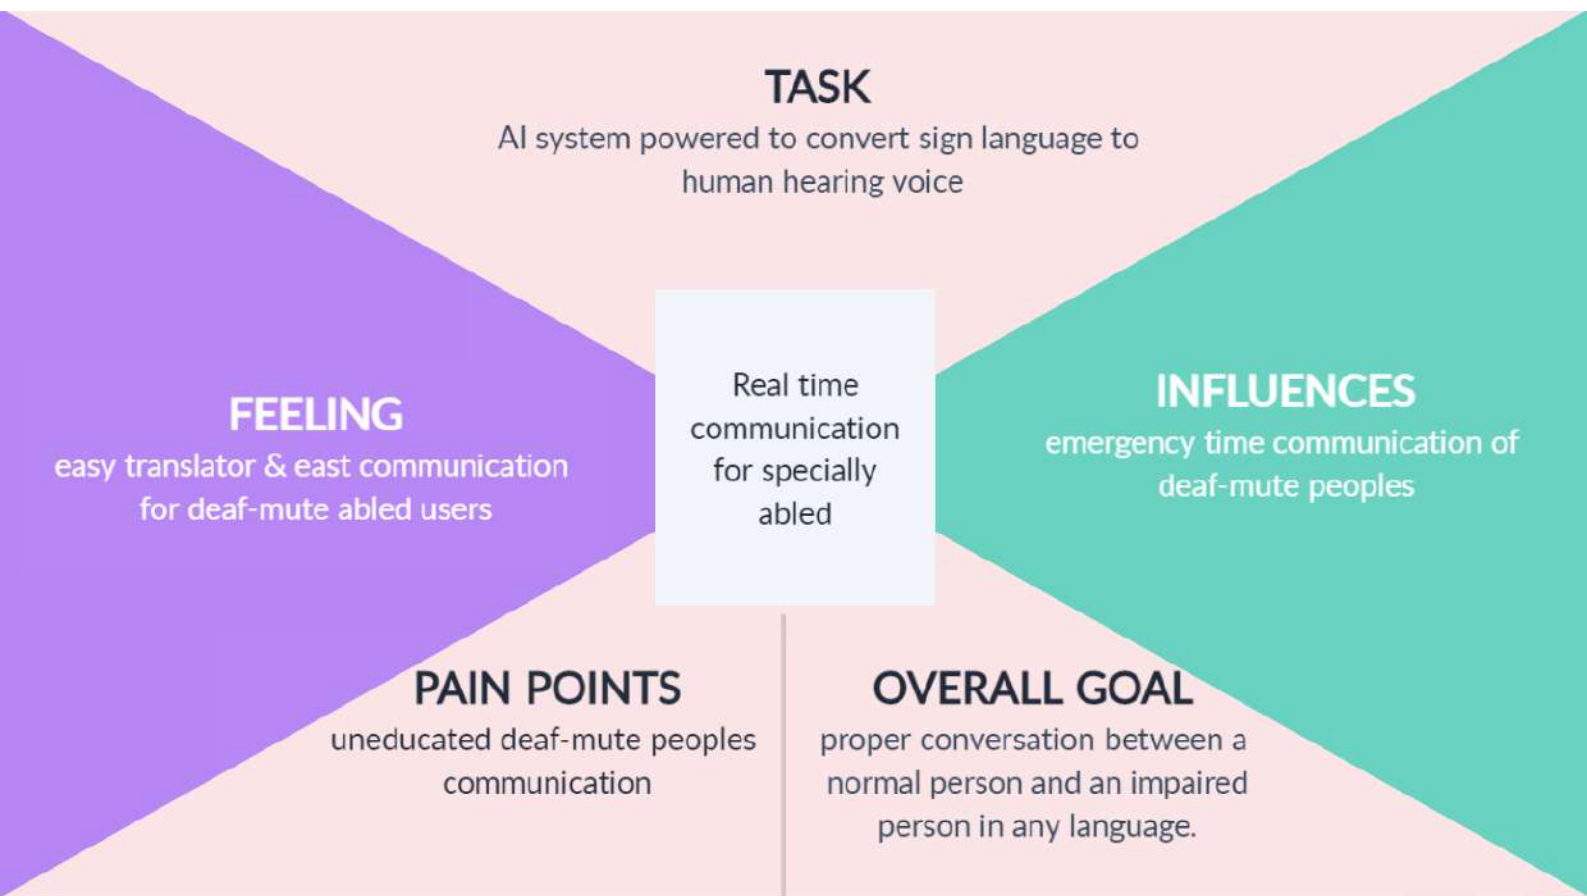 TASK
AI system powered to convert sign language to
human hearing voice
FEELING
easy translator & east communication
for deaf-mute abled users
Real time
communication
for specially
abled
INFLUENCES
emergency time communication of
deaf-mute peoples
PAIN POINTS
uneducated deaf-mute peoples
communication
OVERALL GOAL
proper conversation between a
normal person and an impaired
person in any language.